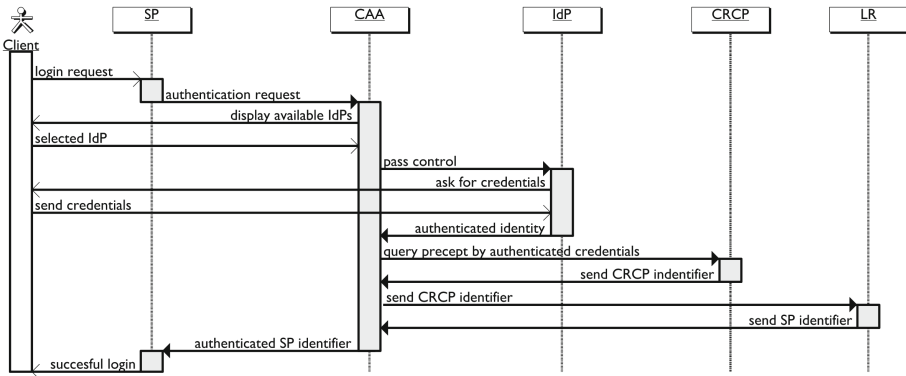 SP
CAA
IdP
CRCP
LR
Client
login request
authentication request
display available IdPs
selected IdP
pass control
ask for credentials
send credentials
authenticated identity
query precept by authenticated credentials
send CRCP indentifier
send CRCP identifier
send SP identifier
authenticated SP identifier
succesful login